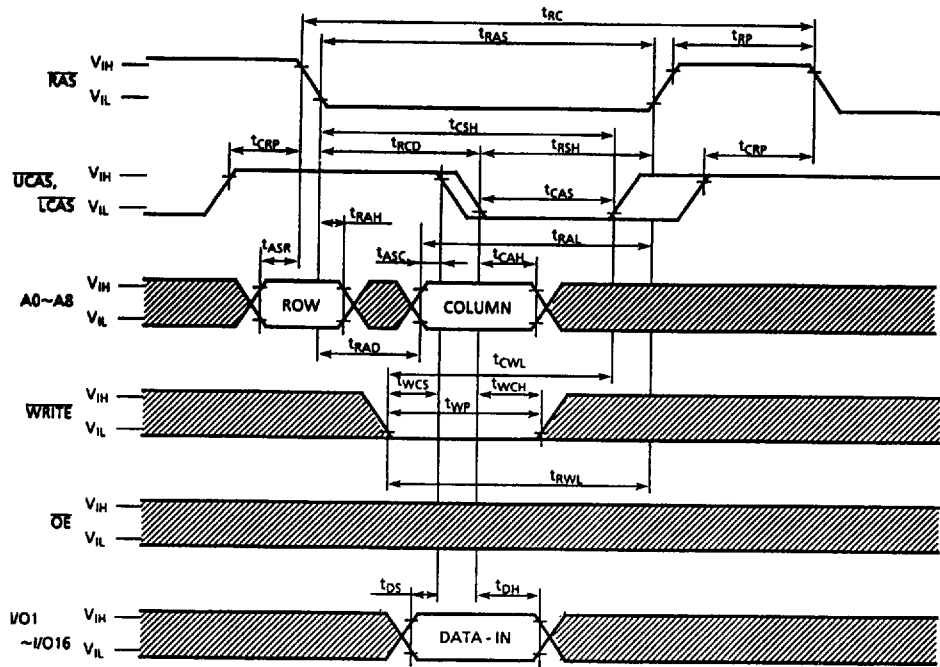 tRC
tRAS
tRP
VIH
RAS
VIL
tCSH
tCRP
tRCD
tRSH
tCRP
VIH
UCAS,
LCAS
VIL
tCAS
tRAH
tRAL
tASR
tASC
tCAH
VIH
A0~A8
VIL
ROW
COLUMN
tRAD
tCWL
tWCS
tWCH
VIH
WRITE
VIL
tWP
tRWL
VIH
OE
VIL
tDS
tDH
I/O1
~I/O16
VIH
VIL
DATA - IN